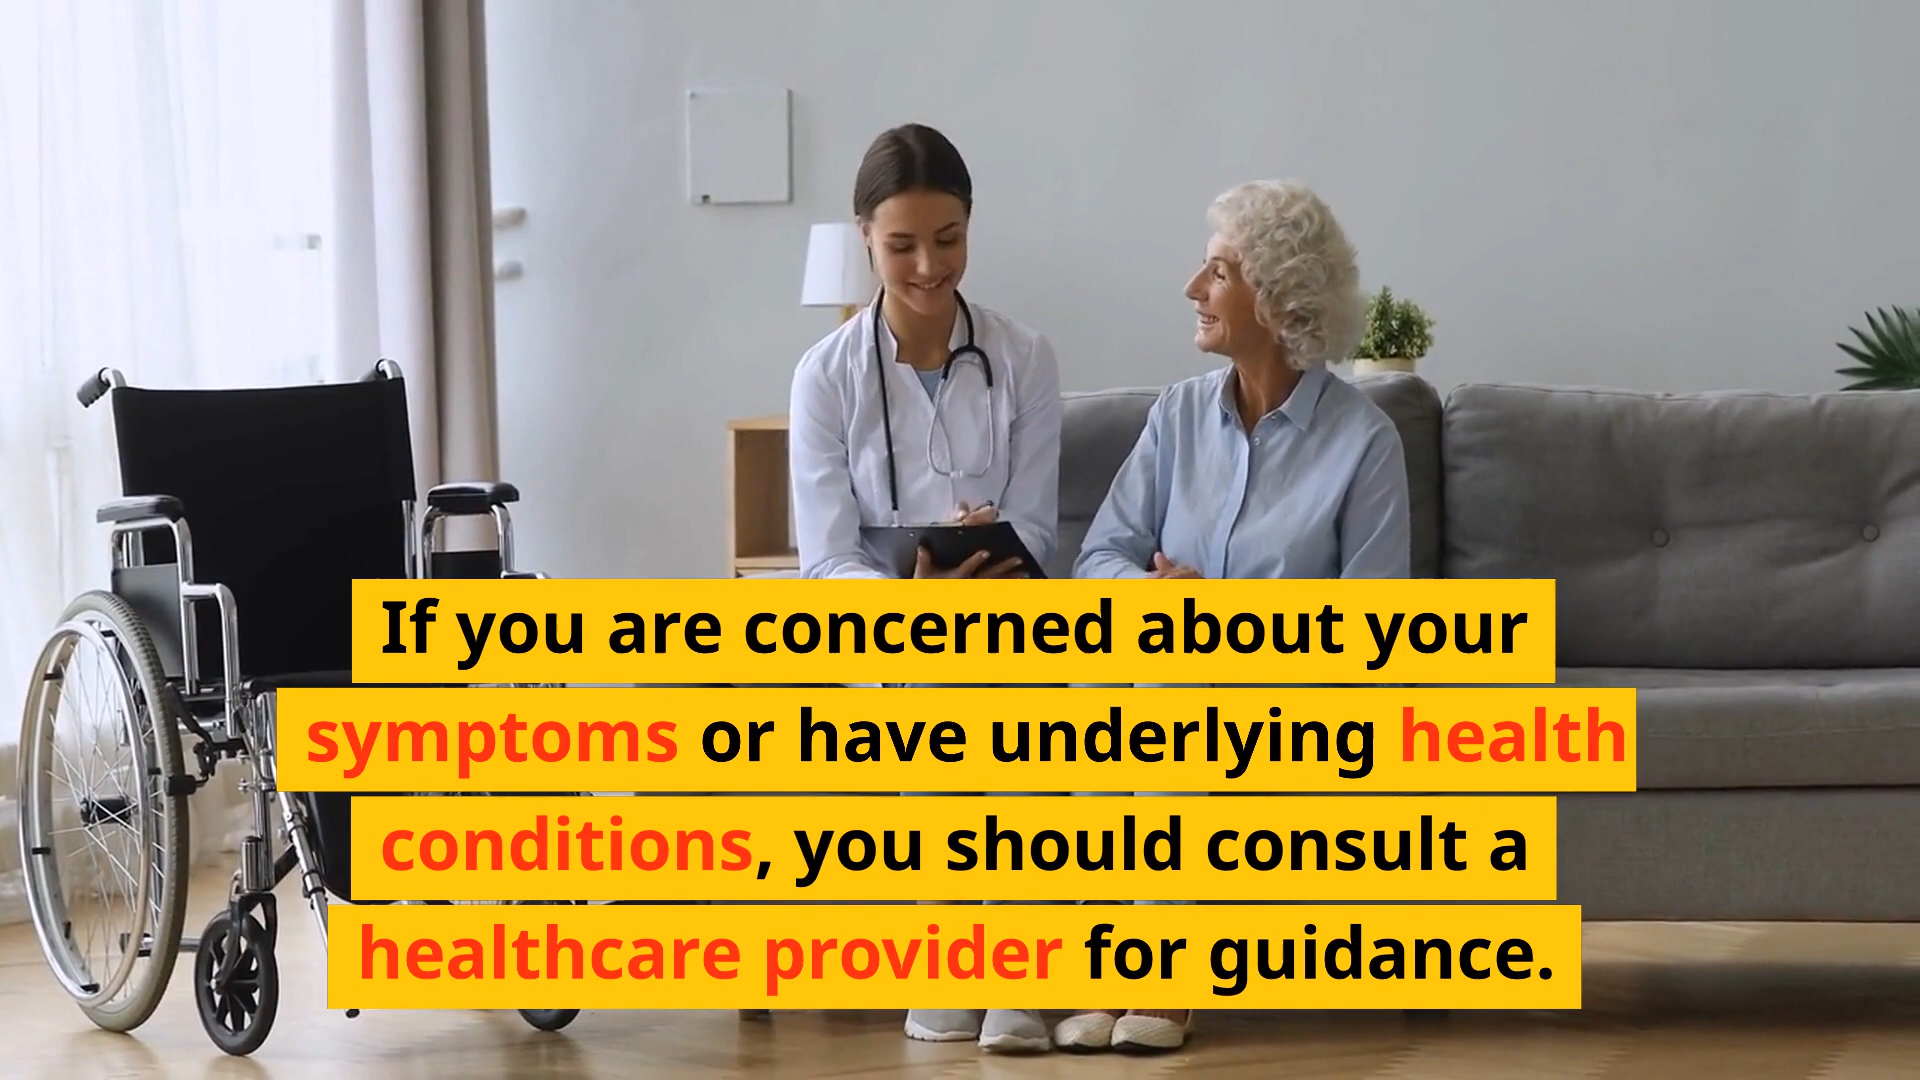 If you are concerned about your
symptoms or have underlying health
conditions, you should consult a
healthcare provider for guidance.